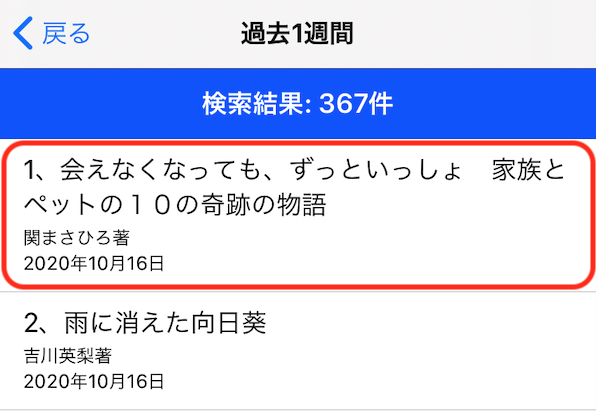 戻る 過去1週間
検索結果: 367件
1、会えなくなっても、ずっといっしょ　家族と
ペットの１０の奇跡の物語
関まさひろ著
2020年10月16日
2、雨に消えた向日葵
吉川英梨著
2020年10月16日